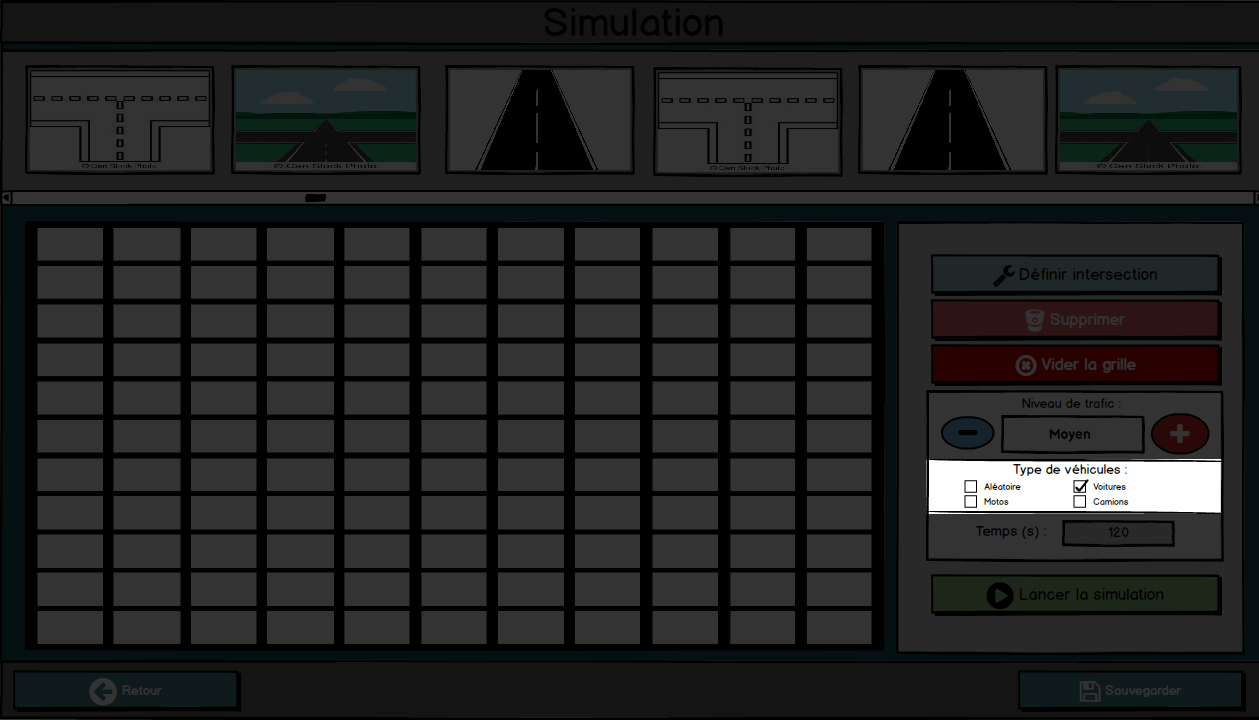 Simulation
© Can Stock Photo
© Can Stock Photo
© Can Stock Photo
© Can Stock Photo
Définir intersection
Supprimer
Vider la grille
Niveau de trafic :
Moyen
Type de véhicules :
Aléatoire
Voitures
Motos
Camions
Temps (s) :
120
Lancer la simulation
Retour
Sauvegarder